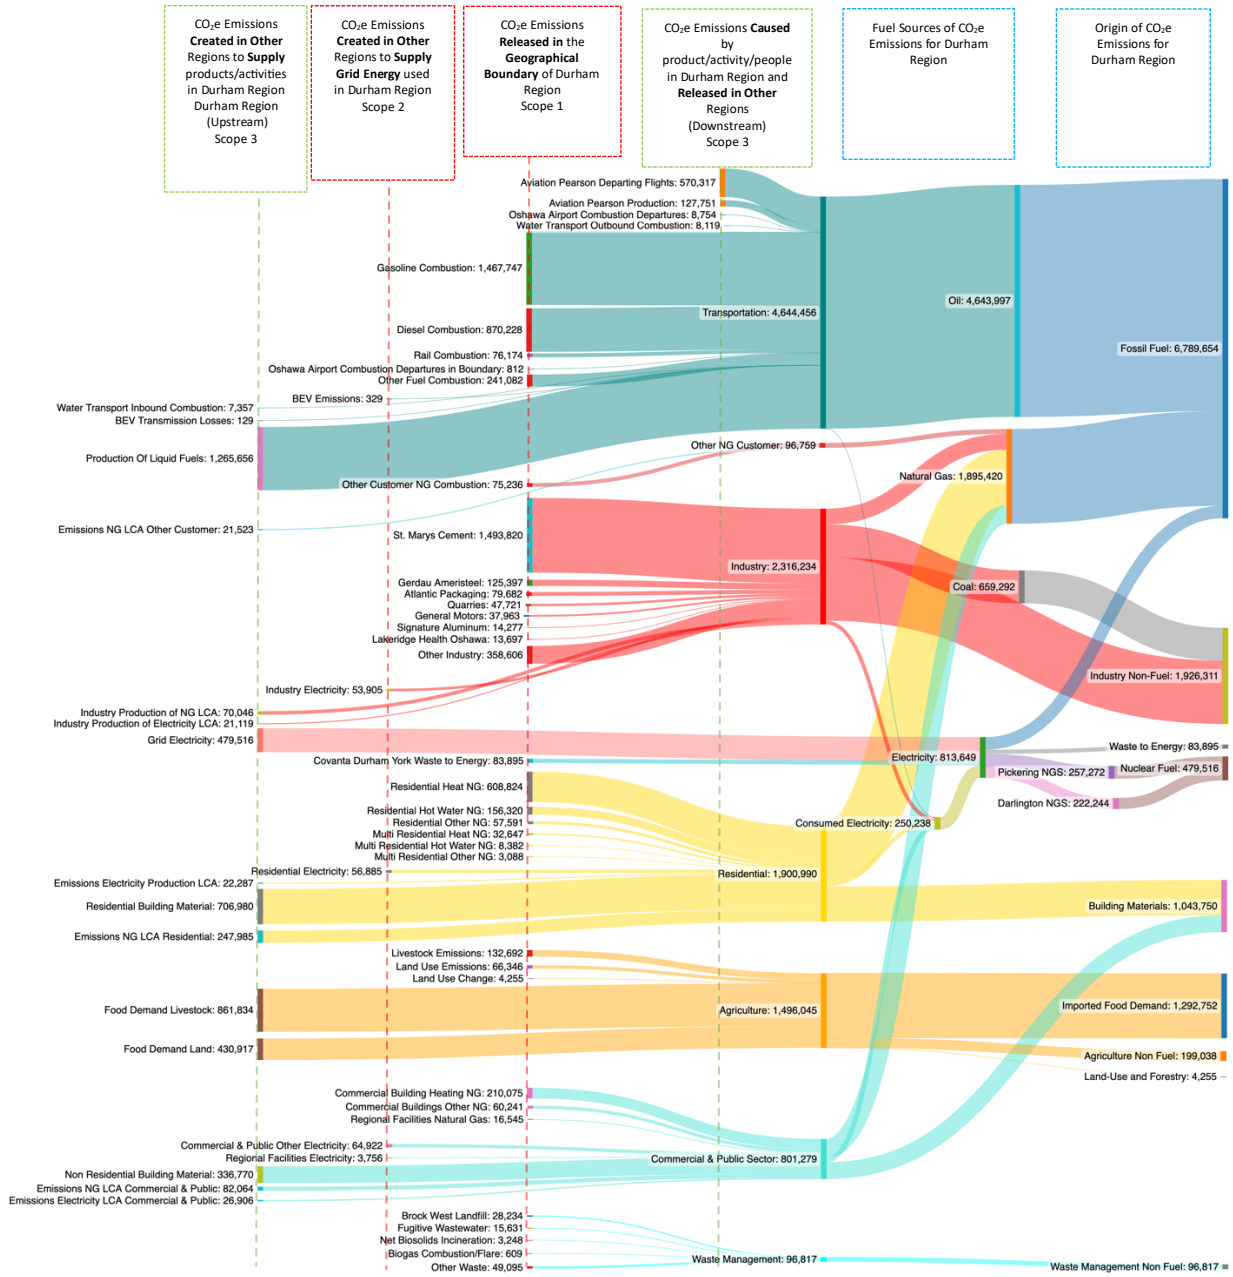 CO₂e Emissions
Created in Other
Regions to Supply
products/activities
in Durham Region
Durham Region
(Upstream)
Scope 3
CO₂e Emissions
Created in Other
Regions to Supply
Grid Energy used
in Durham Region
Scope 2
CO₂e Emissions
Released in the
Geographical
Boundary of Durham
Region
Scope 1
CO₂e Emissions Caused
by
product/activity/people
in Durham Region and
Released in Other
Regions
(Downstream)
Scope 3
Fuel Sources of CO₂e
Emissions for Durham
Region
Origin of CO₂e
Emissions for
Durham Region
Aviation Pearson Departing Flights: 570,317
Aviation Pearson Production: 127,751
Oshawa Airport Combustion Departures: 8,754
Water Transport Outbound Combustion: 8,119
Gasoline Combustion: 1,467,747
Oil: 4,643,997
Transportation: 4,644,456
Diesel Combustion: 870,228
Fossil Fuel: 6,789,654
Rail Combustion: 76,174
Oshawa Airport Combustion Departures in Boundary: 812
Other Fuel Combustion: 241,082
BEV Emissions: 329
Water Transport Inbound Combustion: 7,357
BEV Transmission Losses: 129
Other NG Customer: 96,759
Production Of Liquid Fuels: 1,265,656
Natural Gas: 1,895,420
Other Customer NG Combustion: 75,236
Emissions NG LCA Other Customer: 21,523
St. Marys Cement: 1,493,820
Industry: 2,316,234
Gerdau Ameristeel: 125,397
Coal: 659,292
Atlantic Packaging: 79,682
Quarries: 47,721
General Motors: 37,963
Signature Aluminum: 14,277
Lakeridge Health Oshawa: 13,697
Other Industry: 358,606
Industry Non-Fuel: 1,926,311
Industry Electricity: 53,905
Industry Production of NG LCA: 70,046
Industry Production of Electricity LCA: 21,119
Grid Electricity: 479,516
Waste to Energy: 83,895
Electricity: 813,649
Covanta Durham York Waste to Energy: 83,895
Nuclear Fuel: 479,516
Pickering NGS: 257,272
Residential Heat NG: 608,824
Darlington NGS: 222,244
Residential Hot Water NG: 156,320
Residential Other NG: 57,591
Consumed Electricity: 250,238
Multi Residential Heat NG: 32,647
Multi Residential Hot Water NG: 8,382
Multi Residential Other NG: 3,088
Residential Electricity: 56,885
Residential: 1,900,990
Emissions Electricity Production LCA: 22,287
Residential Building Material: 706,980
Building Materials: 1,043,750
Emissions NG LCA Residential: 247,985
Livestock Emissions: 132,692
Land Use Emissions: 66,346
Land Use Change: 4,255
Imported Food Demand: 1,292,752
Food Demand Livestock: 861,834
Agriculture: 1,496,045
Food Demand Land: 430,917
Agriculture Non Fuel: 199,038
Land-Use and Forestry: 4,255
Commercial Building Heating NG: 210,075
Commercial Buildings Other NG: 60,241
Regional Facilities Natural Gas: 16,545
Commercial & Public Other Electricity: 64,922
Regional Facilities Electricity: 3,756
Commercial & Public Sector: 801,279
Non Residential Building Material: 336,770
Emissions NG LCA Commercial & Public: 82,064
Emissions Electricity LCA Commercial & Public: 26,906
Brock West Landfill: 28,234
Fugitive Wastewater: 15,631
Net Biosolids Incineration: 3,248
Biogas Combustion/Flare: 609
Waste Management: 96,817
Other Waste: 49,095
Waste Management Non Fuel: 96,817